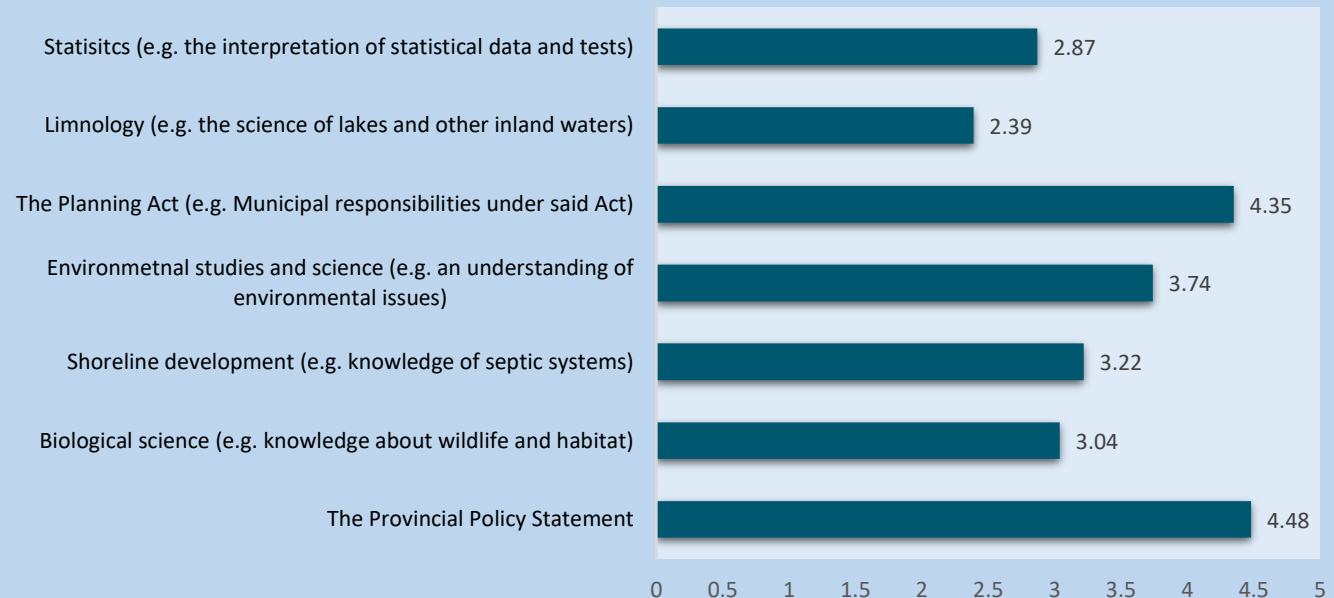 Statisitcs (e.g. the interpretation of statistical data and tests)
2.87
Limnology (e.g. the science of lakes and other inland waters)
2.39
The Planning Act (e.g. Municipal responsibilities under said Act)
4.35
Environmetnal studies and science (e.g. an understanding of
environmental issues)
3.74
Shoreline development (e.g. knowledge of septic systems)
3.22
Biological science (e.g. knowledge about wildlife and habitat)
3.04
The Provincial Policy Statement
4.48
0 0.5 1 1.5 2 2.5 3 3.5 4 4.5 5